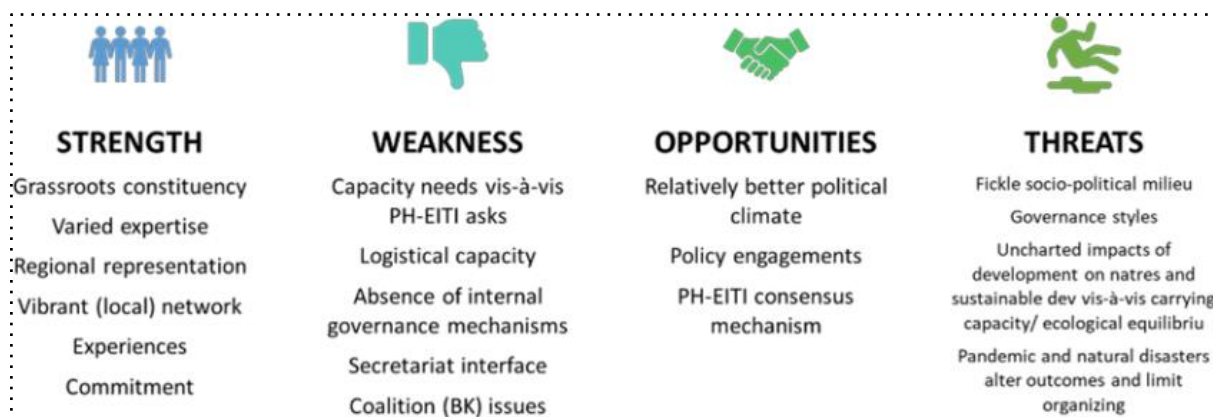 STRENGTH
Grassroots constituency
Varied expertise
Regional representation
Vibrant (local) network
Experiences
Commitment
WEAKNESS
Capacity needs vis-à-vis
PH-EITI asks
Logistical capacity
Absence of internal
governance mechanisms
Secretariat interface
Coalition (BK) issues
OPPORTUNITIES
Relatively better political
climate
Policy engagements
PH-EITI consensus
mechanism
THREATS
Fickle socio-political milieu
Governance styles
Uncharted impacts of
development on natres and
sustainable dev vis-à-vis carrying
capacity/ ecological equilibriu
Pandemic and natural disasters
alter outcomes and limit
organizing